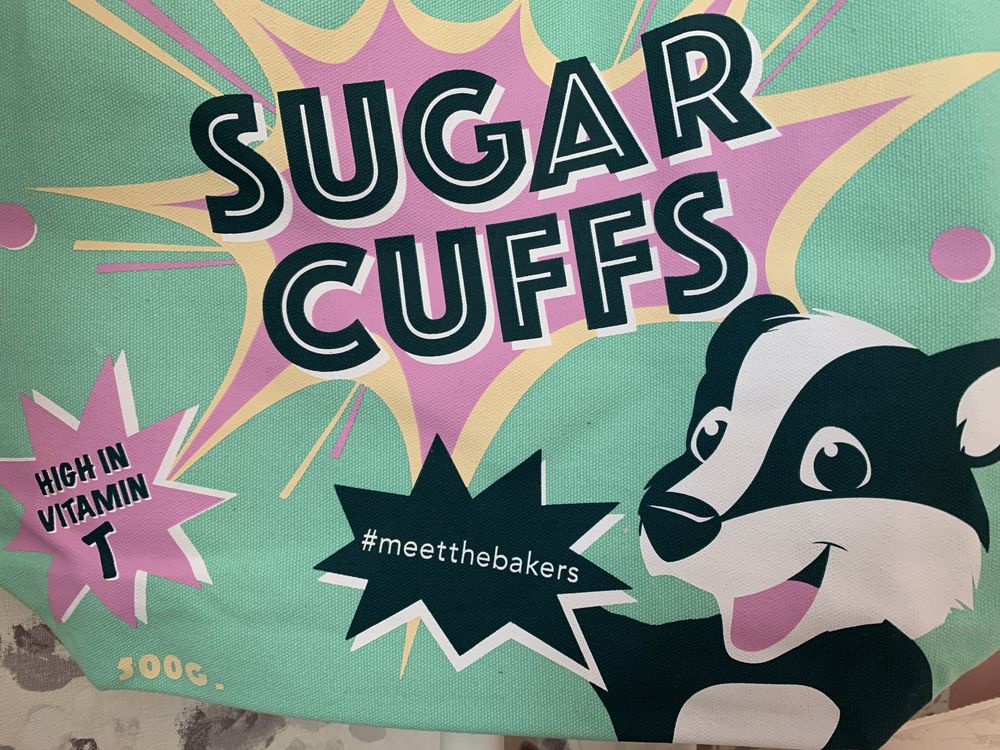 SUGAR
CUFFS
HIGH IN
VITAMIN
T
#meetthebakers
500G.